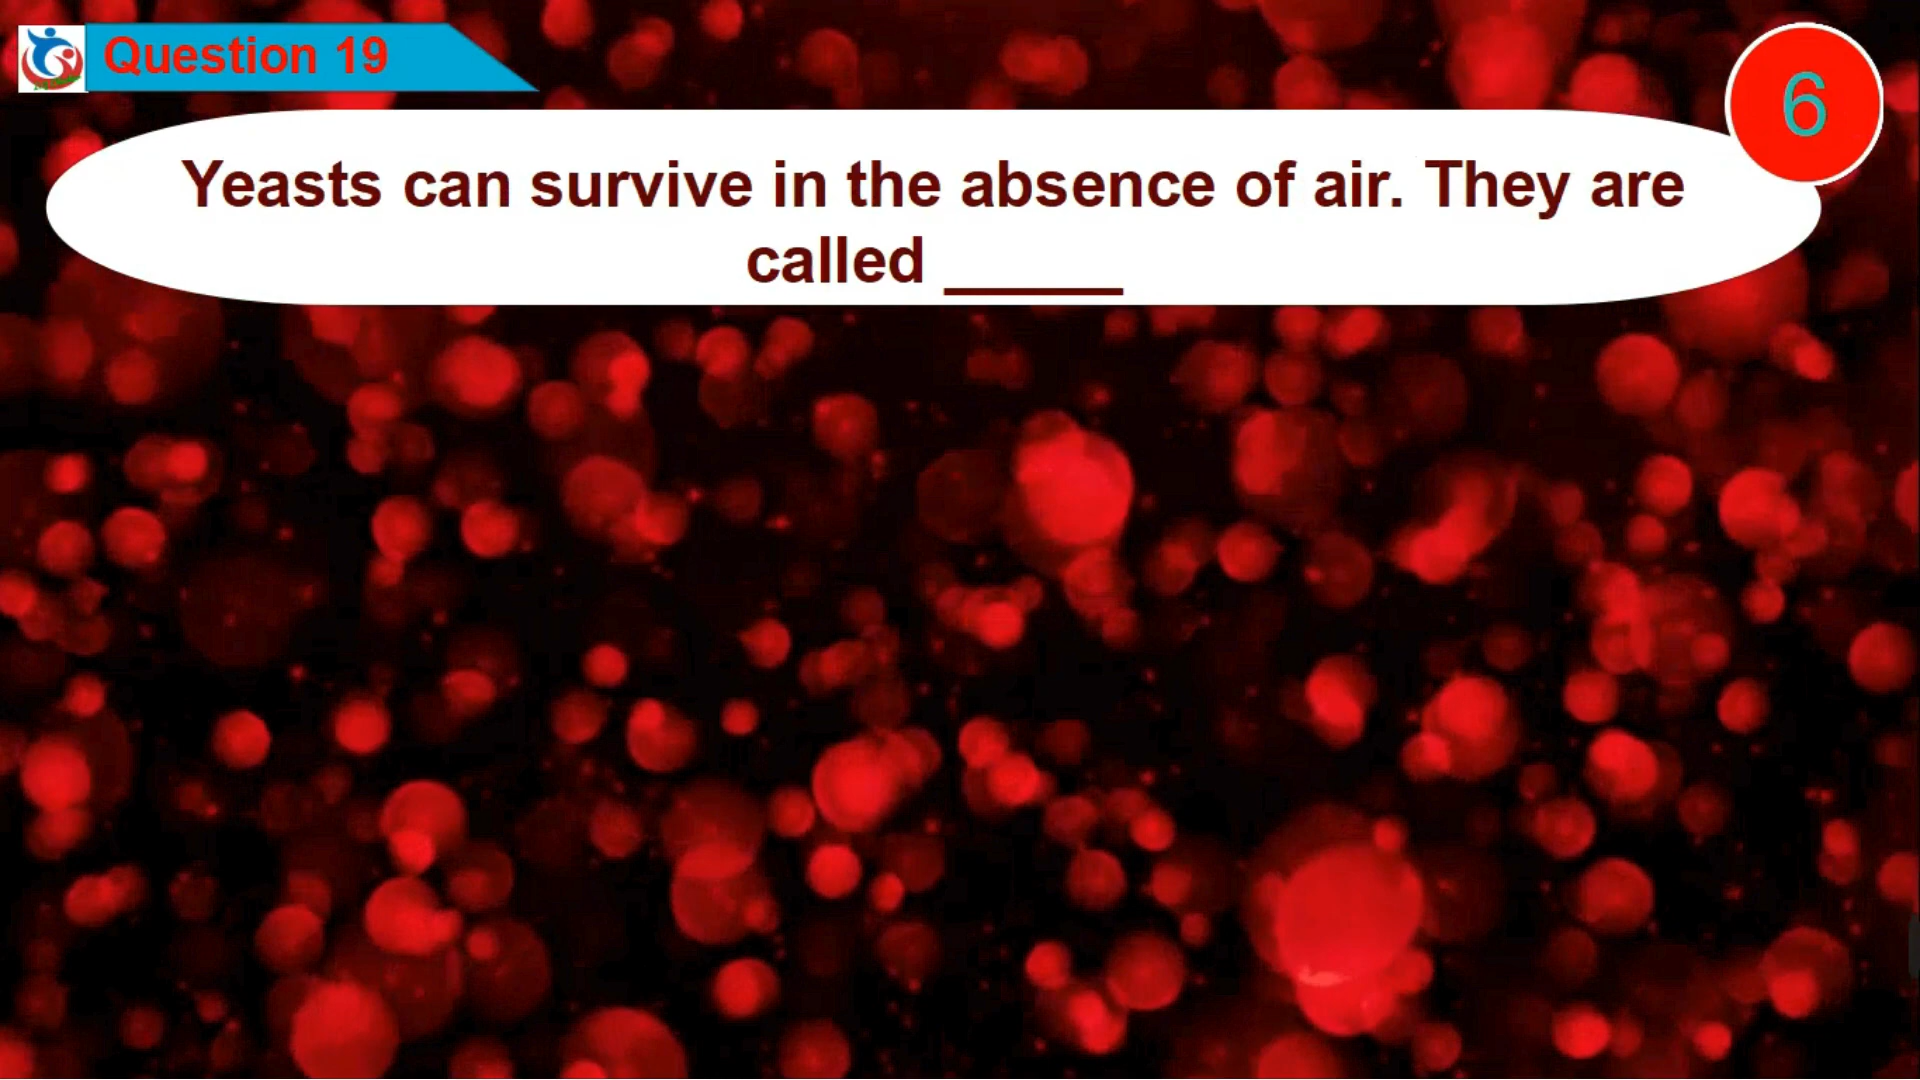 Question 19
6
Yeasts can survive in the absence of air. They are
called _____